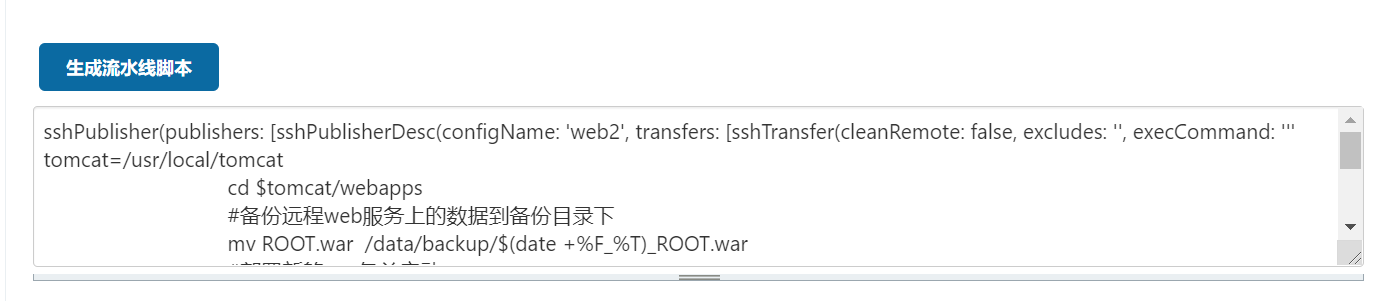 生成流水线脚本
sshPublisher(publishers: [sshPublisherDesc(configName: 'web2', transfers: [sshTransfer(cleanRemote: false, excludes: '', execCommand: '''
tomcat=/usr/local/tomcat
cd $tomcat/webapps
#备份远程web服务上的数据到备份目录下
mv ROOT.war  /data/backup/$(date +%F_%T)_ROOT.war